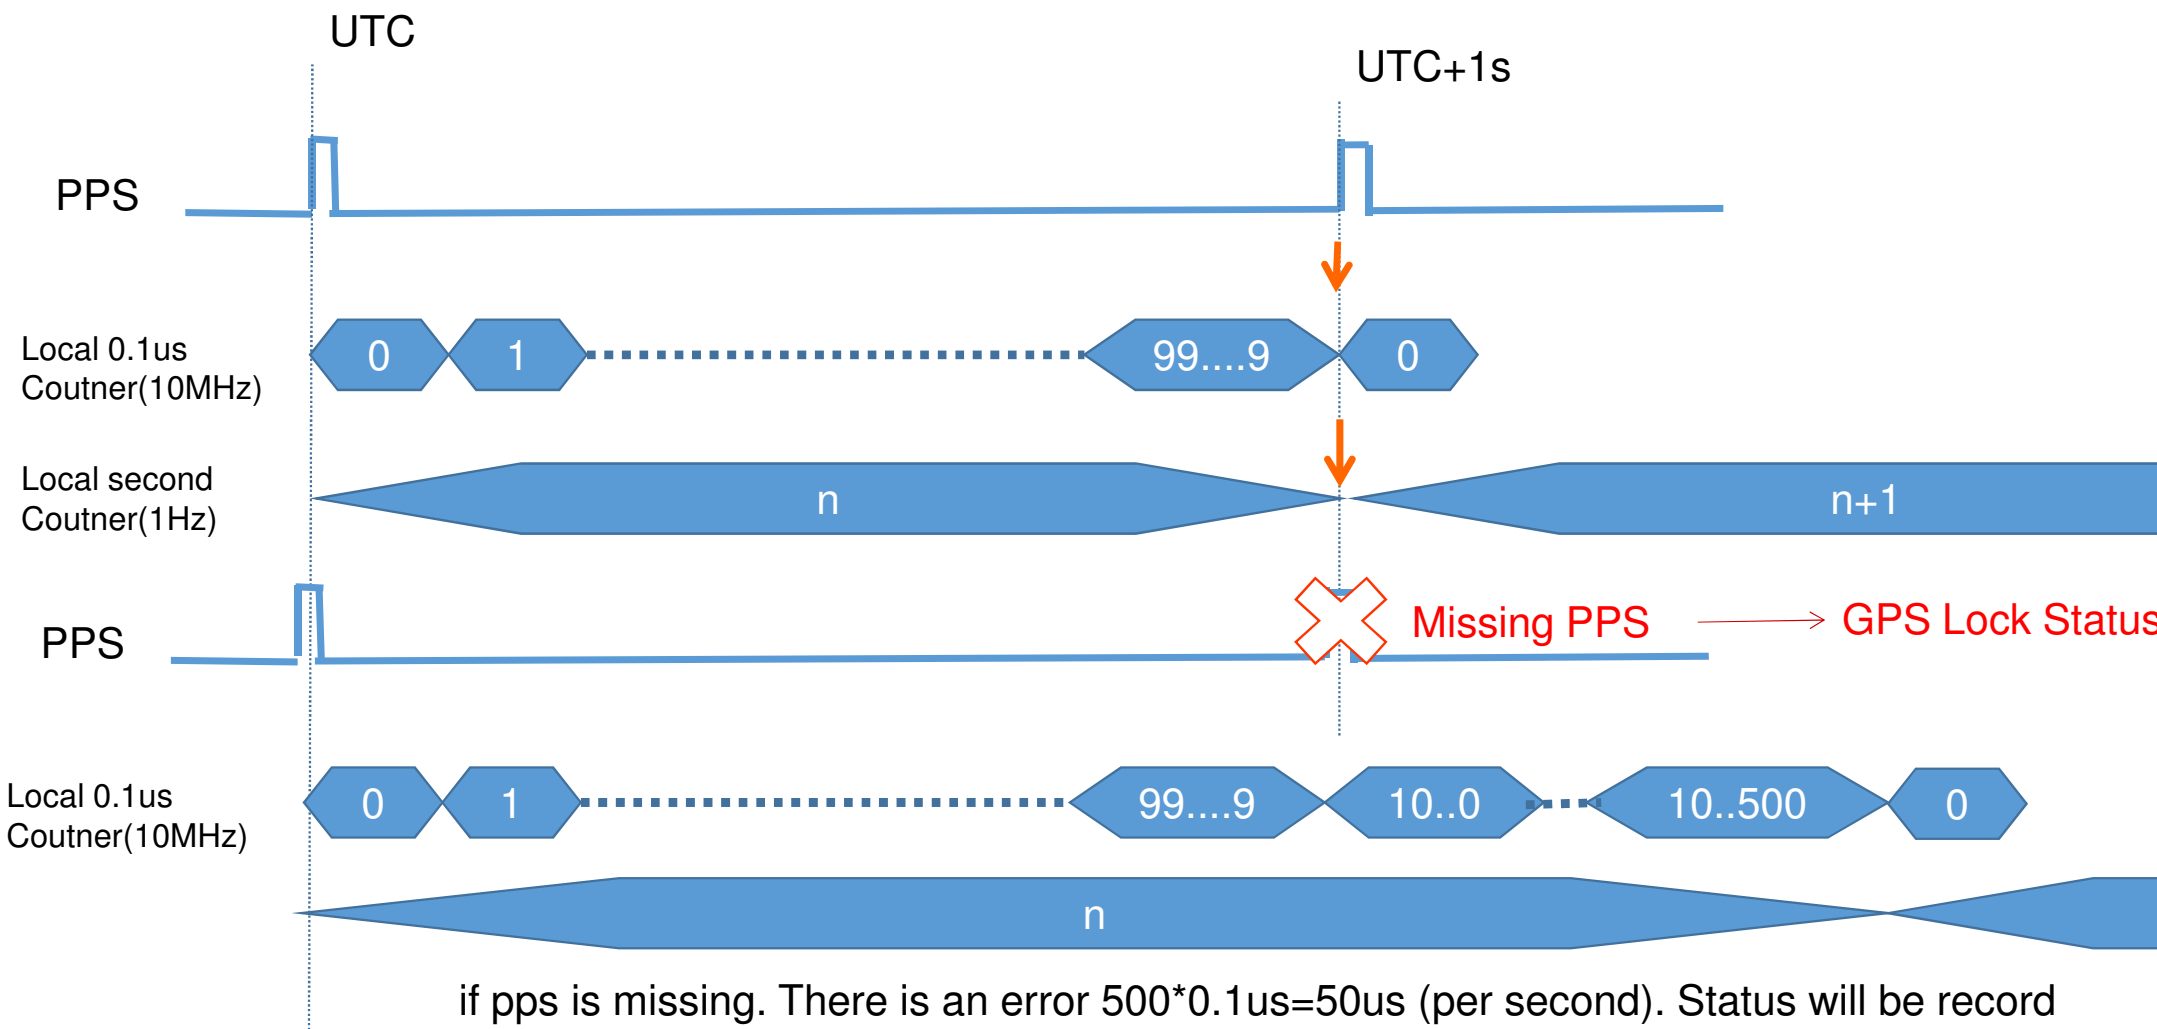 UTC
UTC+1s
PPS
Local 0.1us
Coutner(10MHz)
0
1
99....9
0
Local second
Coutner(1Hz)
n
n+1
PPS
Missing PPS
GPS Lock Status
Local 0.1us
Coutner(10MHz)
0
1
99....9
10..0
10..500
0
n
if pps is missing. There is an error 500*0.1us=50us (per second). Status will be record